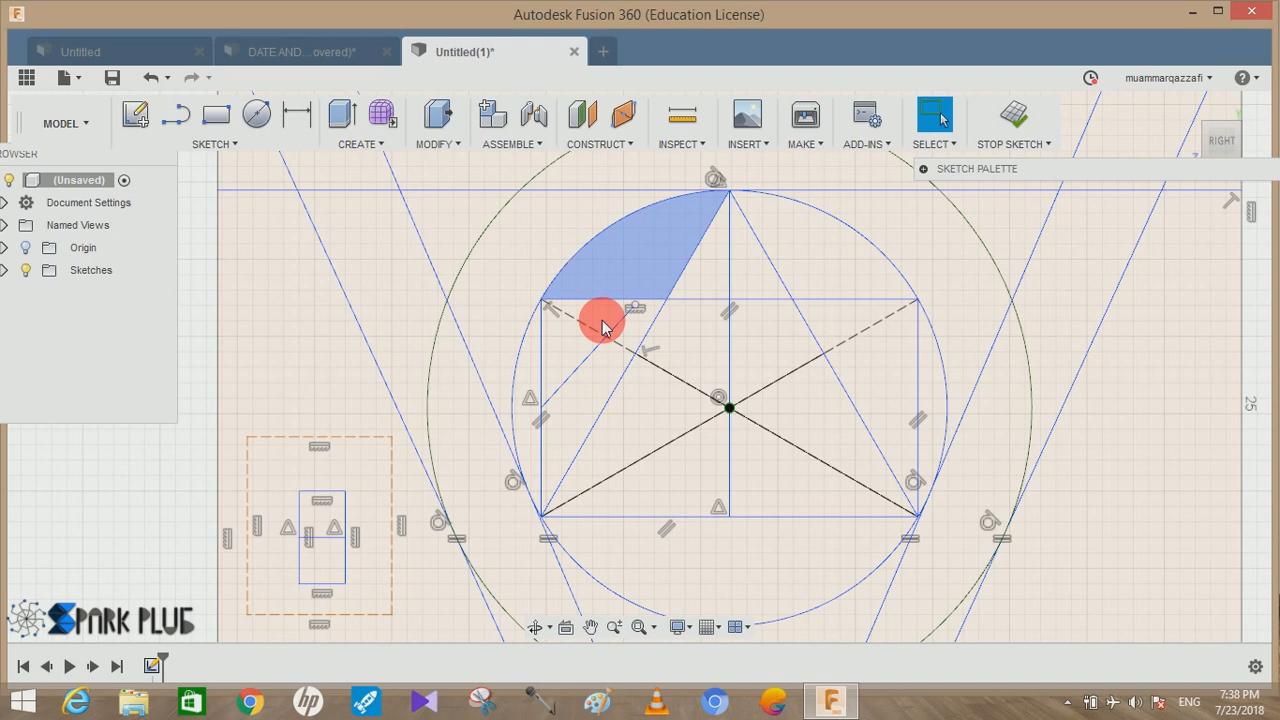 Autodesk Fusion 360 (Education License)
Untitled
DATE AND...overed)*
Untitled(1)*
muammarqazzafi
MODEL
SKETCH
CREATE
MODIFY
ASSEMBLE
CONSTRUCT
INSPECT
INSERT
MAKE
ADD-INS
SELECT
STOP SKETCH
RIGHT
ROWSER
SKETCH PALETTE
(Unsaved)
Document Settings
Named Views
Origin
Sketches
25
SPARK PLUG
ENG
7:38 PM
7/23/2018